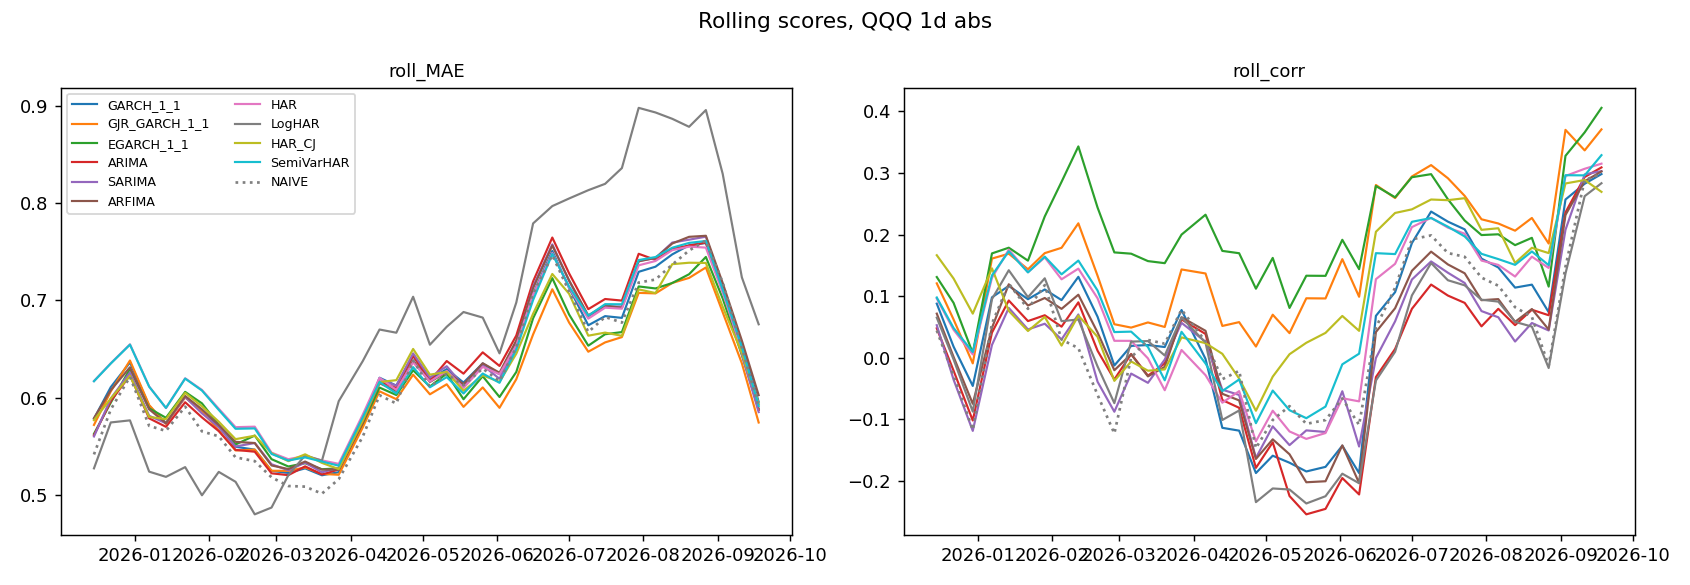 Rolling scores, QQQ 1d abs
roll_MAE
roll_corr
0.9
0.8
0.7
0.6
0.5
GARCH_1_1
GJR_GARCH_1_1
EGARCH_1_1
ARIMA
SARIMA
ARFIMA
HAR
LogHAR
HAR_CJ
SemiVarHAR
NAIVE
2026-01
2026-02
2026-03
2026-04
2026-05
2026-06
2026-07
2026-08
2026-09
2026-10
0.4
0.3
0.2
0.1
0.0
−0.1
−0.2
2026-01
2026-02
2026-03
2026-04
2026-05
2026-06
2026-07
2026-08
2026-09
2026-10